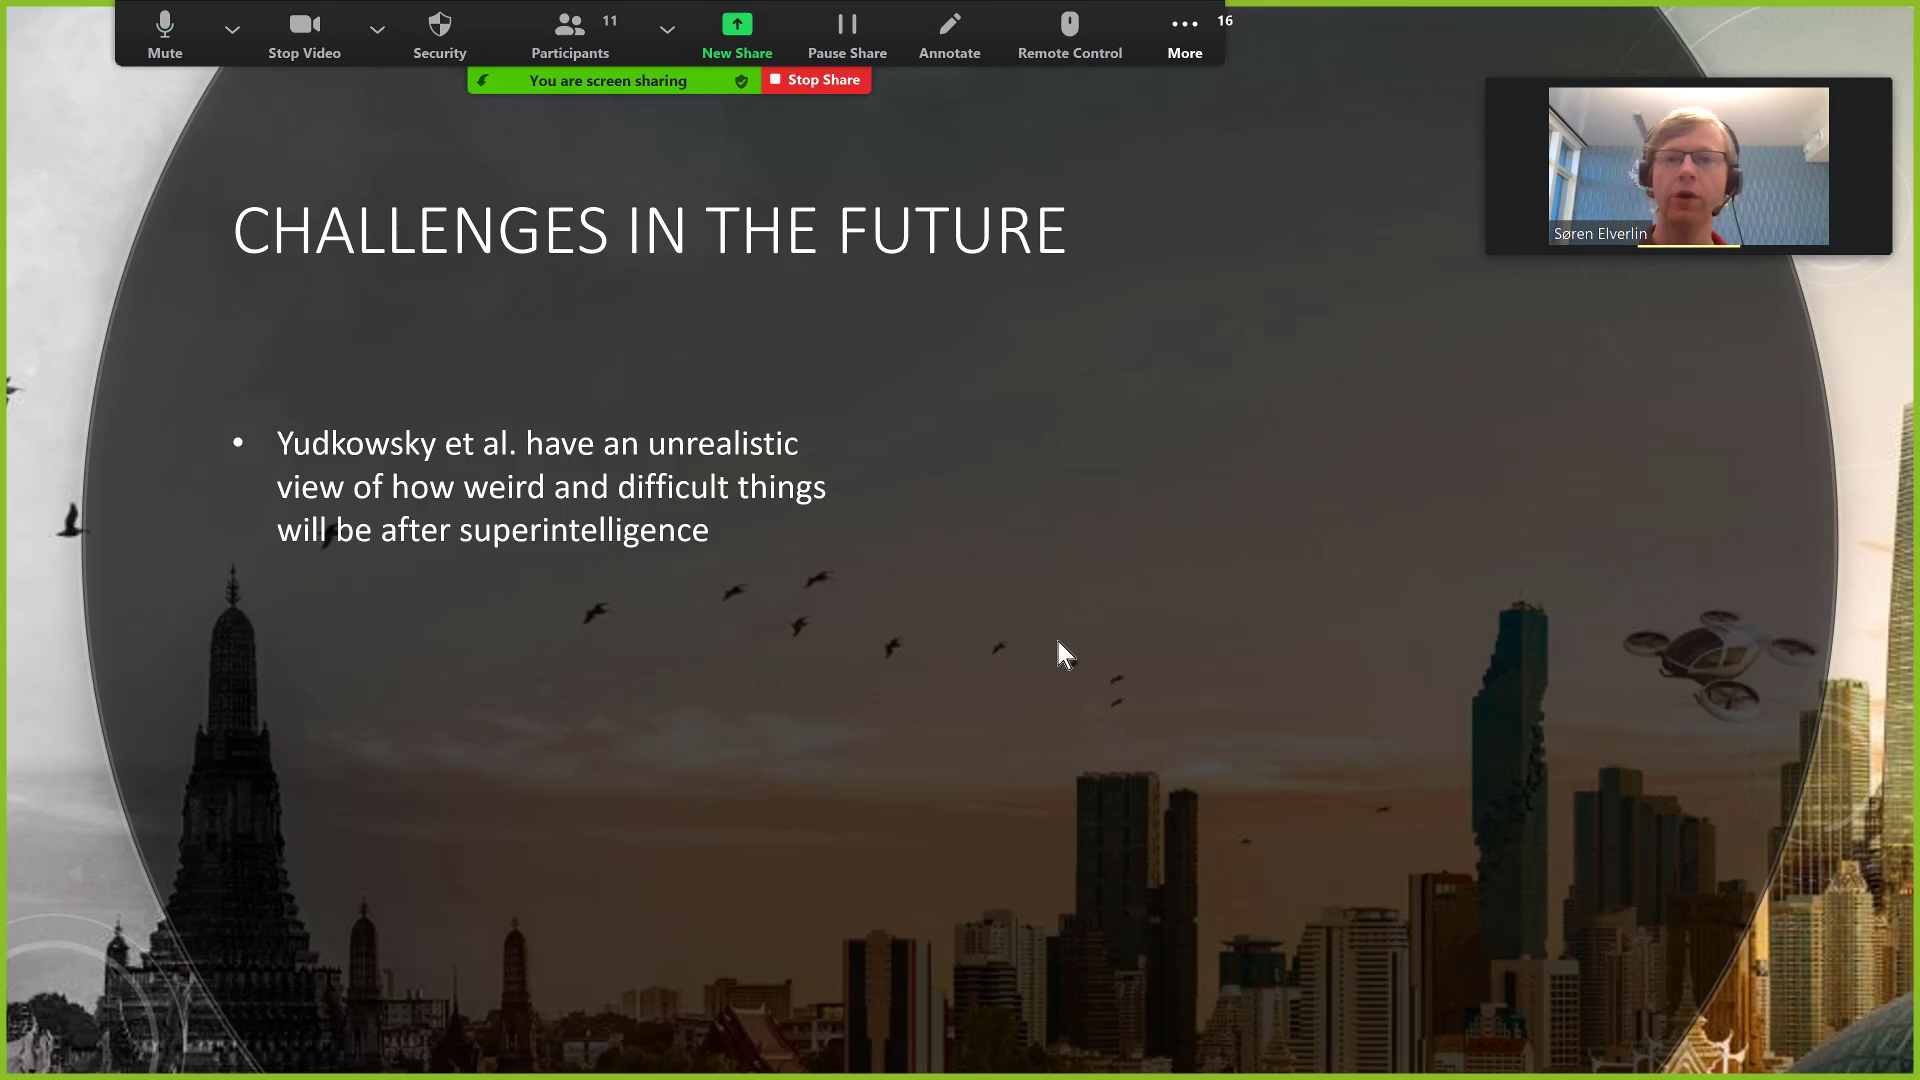 Mute
Stop Video
Security
Participants
11
New Share
Pause Share
Annotate
Remote Control
More
16
You are screen sharing
Stop Share
Søren Elverlin
CHALLENGES IN THE FUTURE
• Yudkowsky et al. have an unrealistic
view of how weird and difficult things
will be after superintelligence